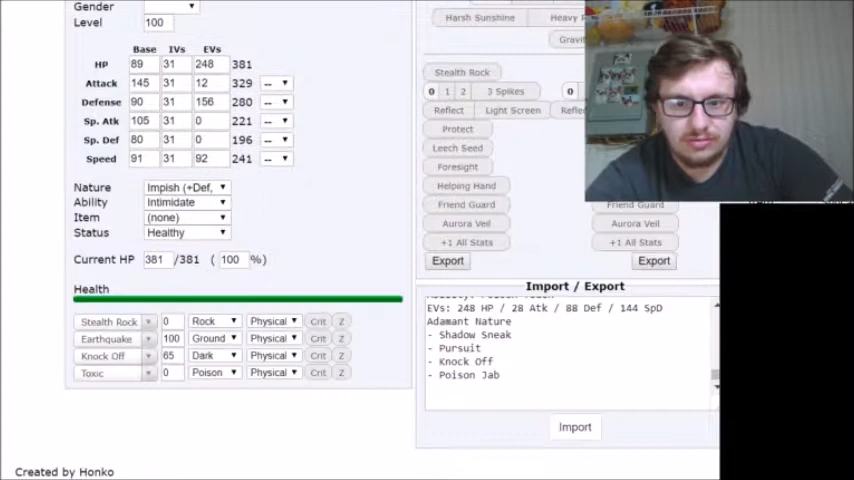 Gender
Harsh Sunshine Heavy
Level 100
Gravi
Base IVs EVs
HP 89 31 248 381
Stealth Rock
Attack 145 31 12 329 --
0 1 2 3 Spikes 0
Defense 90 31 156 280 --
Reflect Light Screen Refle
Sp. Atk 105 31 0 221 --
Protect
Sp. Def 80 31 0 196 --
Leech Seed
Speed 91 31 92 241 --
Foresight
Nature Impish (+Def,
Helping Hand
Ability Intimidate
Friend Guard Friend Guard
Item (none)
Aurora Veil Aurora Veil
Status Healthy
+1 All Stats +1 All Stats
Current HP 381 /381 ( 100 %)
Export Export
Health
Import / Export
EVs: 248 HP / 28 Atk / 88 Def / 144 SpD
Adamant Nature
- Shadow Sneak
- Pursuit
- Knock Off
- Poison Jab
Stealth Rock 0 Rock Physical Crit Z
Earthquake 100 Ground Physical Crit Z
Knock Off 65 Dark Physical Crit Z
Toxic 0 Poison Physical Crit Z
Import
Created by Honko